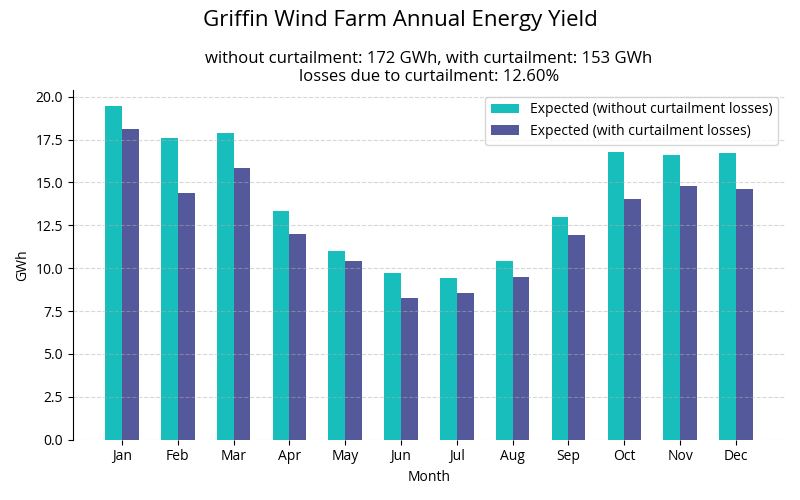 Griffin Wind Farm Annual Energy Yield
without curtailment: 172 GWh, with curtailment: 153 GWh
losses due to curtailment: 12.60%
Expected (without curtailment losses)
Expected (with curtailment losses)
GWh
20.0
17.5
15.0
12.5
10.0
7.5
5.0
2.5
0.0
Jan Feb Mar Apr May Jun Jul Aug Sep Oct Nov Dec
Month